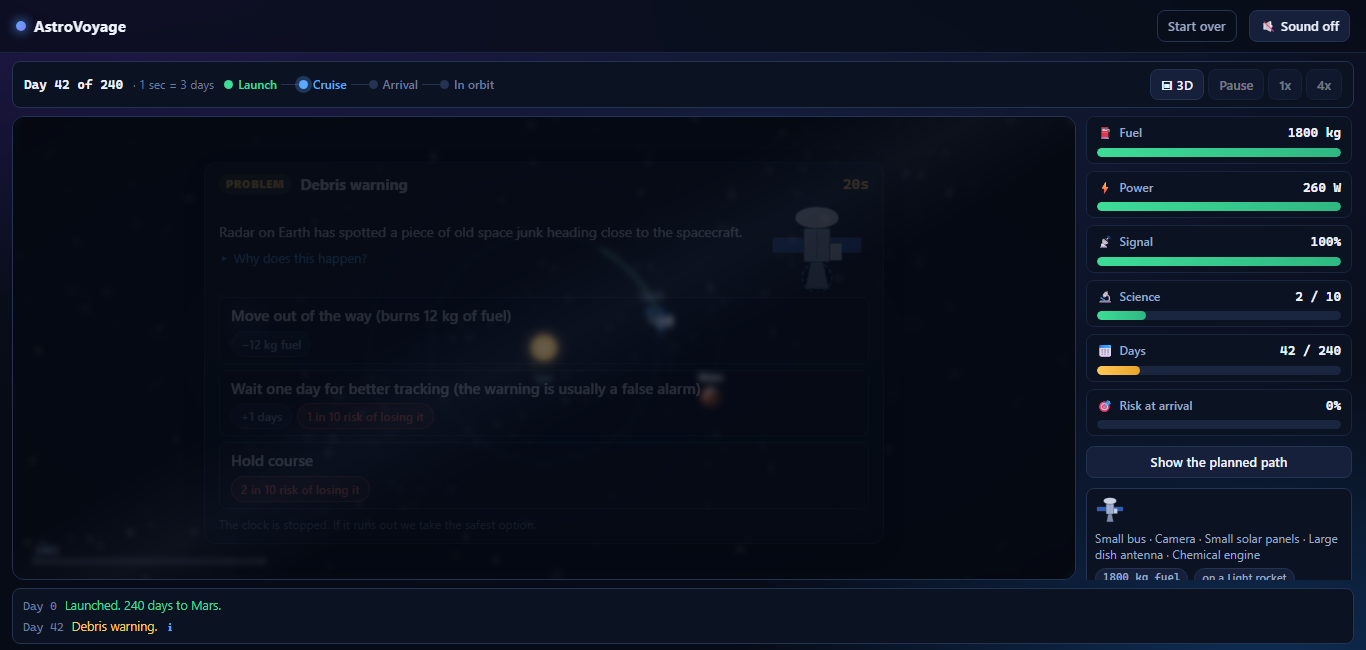 AstroVoyage
Start over
Sound off
Day 42 of 240 · 1 sec = 3 days
Launch
Cruise
Arrival
In orbit
3D
Pause
1x
4x
PROBLEM
Debris warning
20s
Radar on Earth has spotted a piece of old space junk heading close to the spacecraft.
Why does this happen?
Move out of the way (burns 12 kg of fuel)
−12 kg fuel
Wait one day for better tracking (the warning is usually a false alarm)
+1 days
1 in 10 risk of losing it
Hold course
2 in 10 risk of losing it
The clock is stopped. If it runs out we take the safest option.
Fuel
1800 kg
Power
260 W
Signal
100%
Science
2 / 10
Days
42 / 240
Risk at arrival
0%
Show the planned path
Small bus · Camera · Small solar panels · Large
dish antenna · Chemical engine
1800 kg fuel
on a Light rocket
Day 0 Launched. 240 days to Mars.
Day 42 Debris warning. i